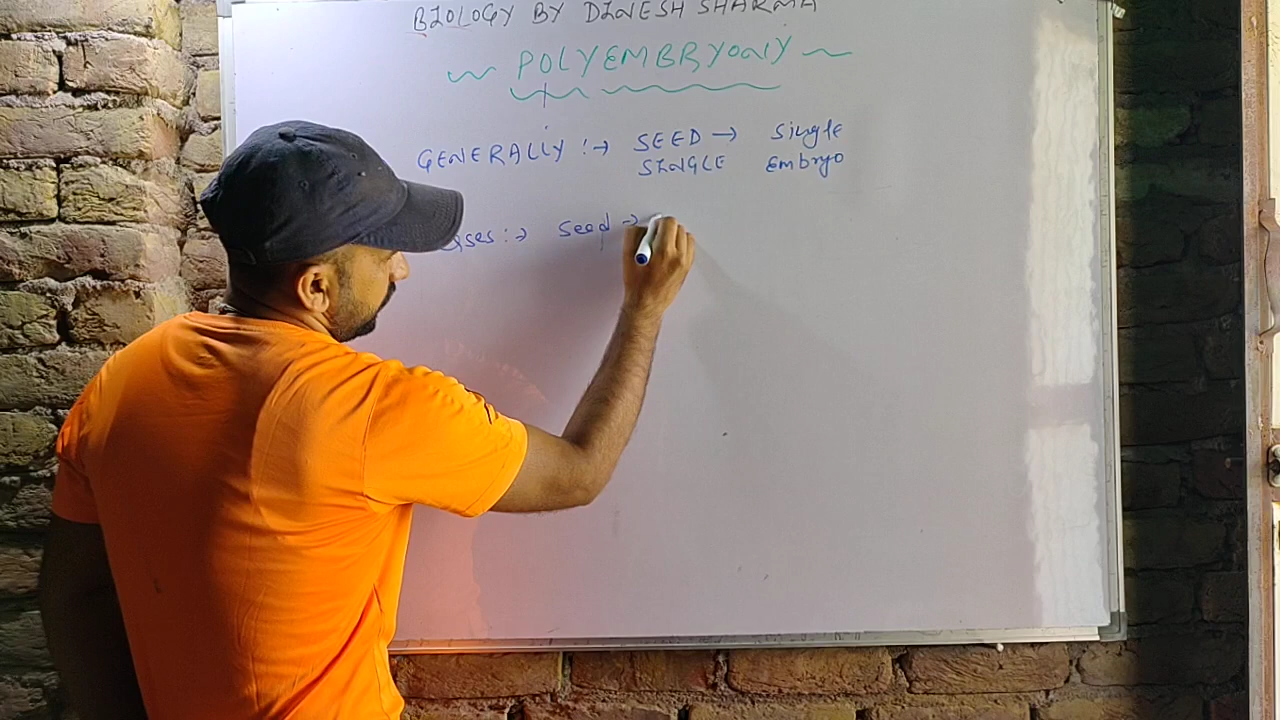 BIOLOGY BY DINESH SHARMA
POLYEMBRYONY
GENERALLY :→ SEED → Single
SINGLE Embryo
:→ Seed →